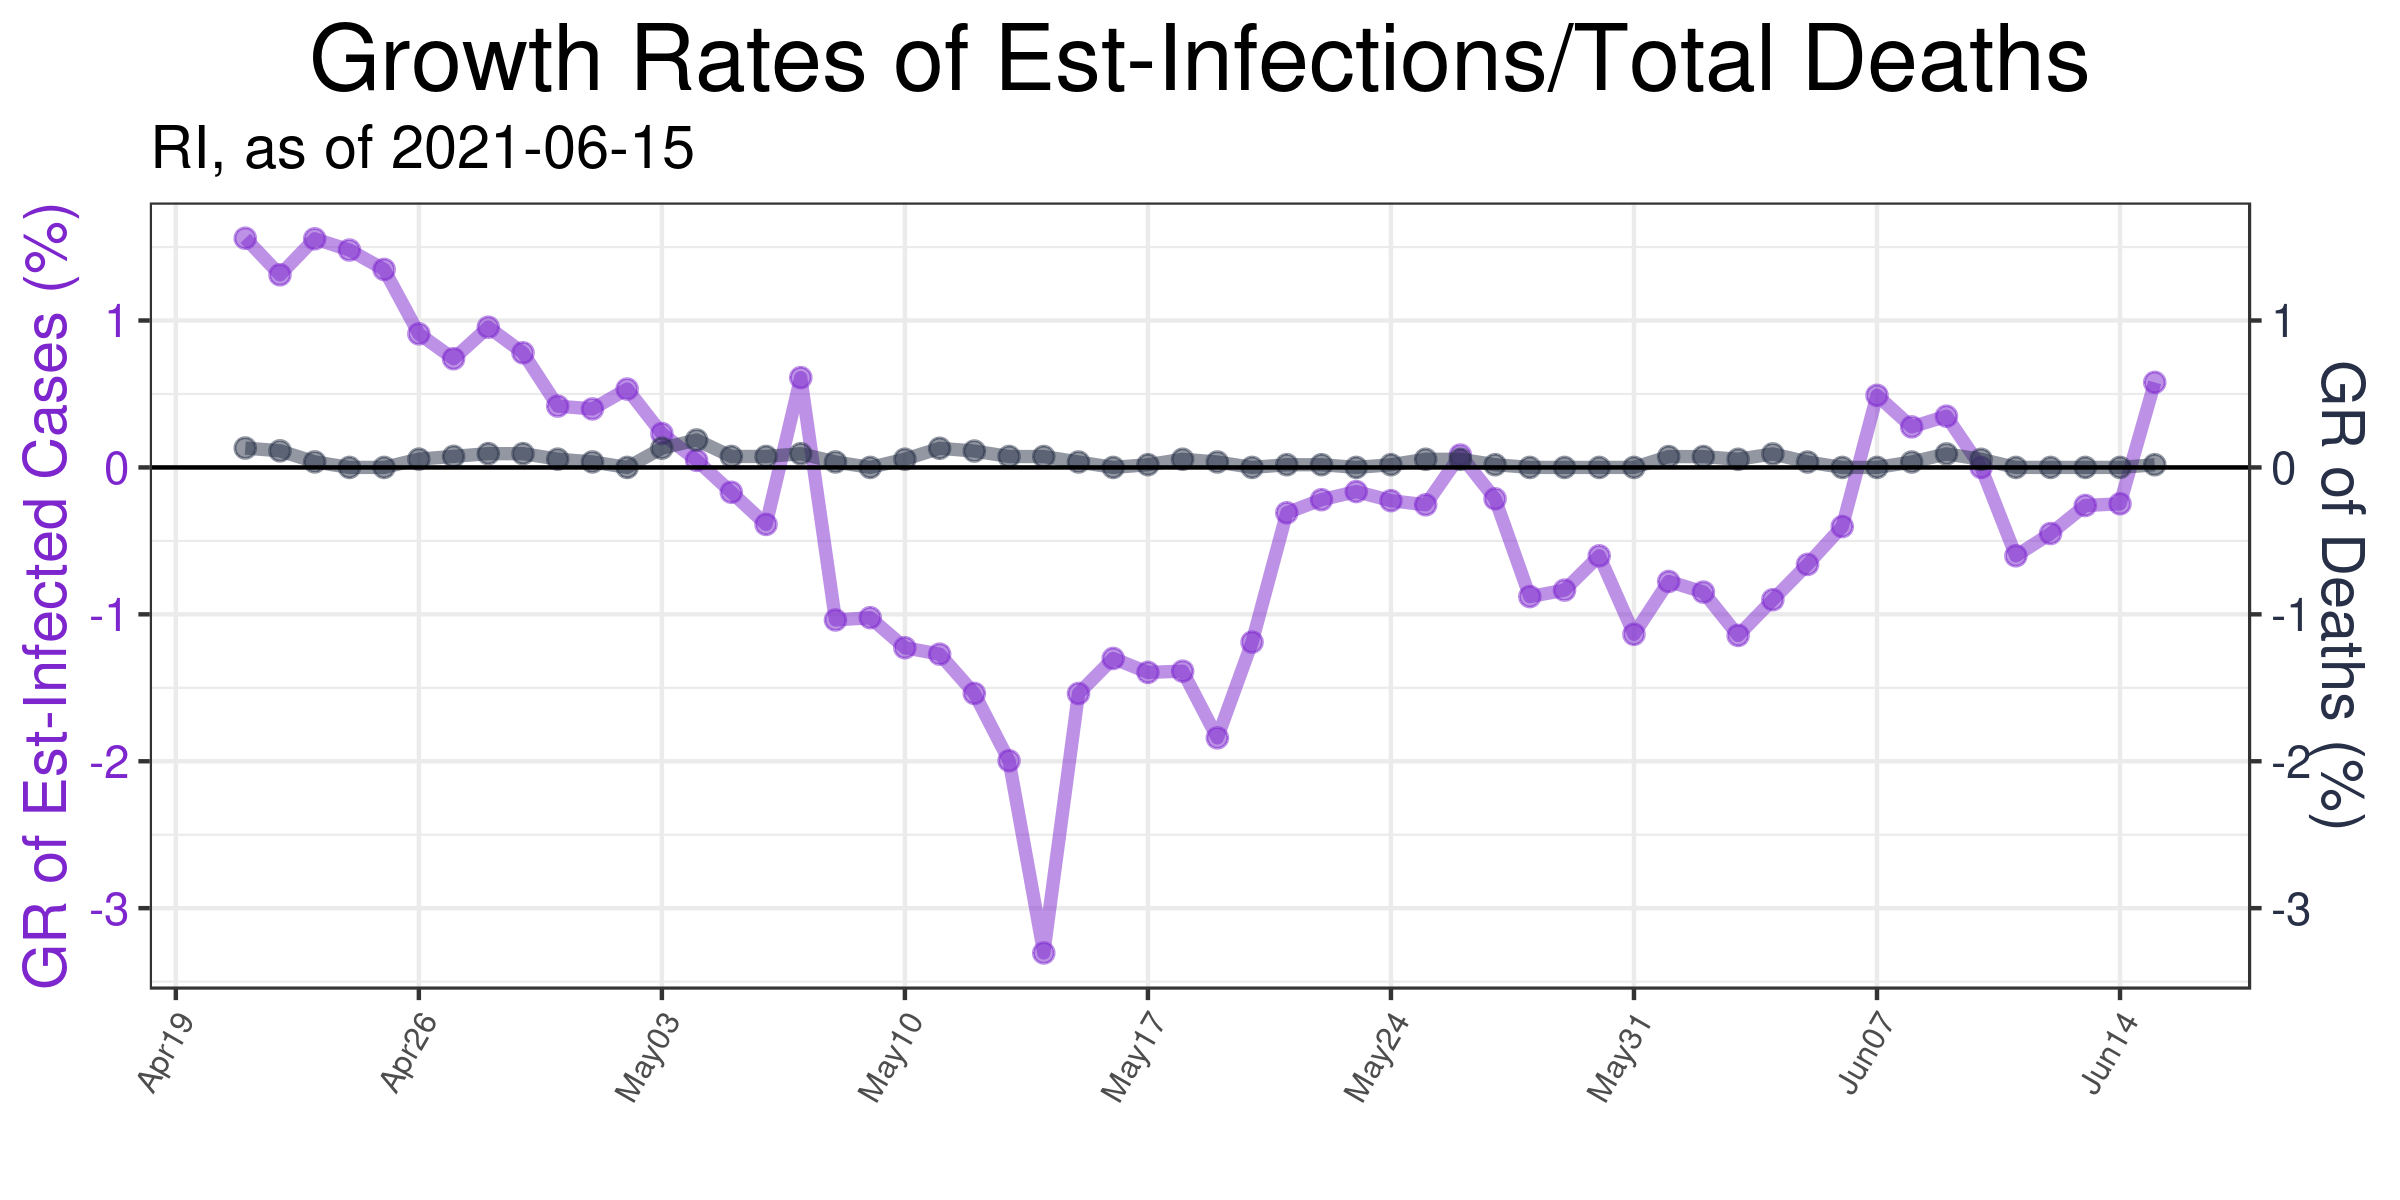 Growth Rates of Est-Infections/Total Deaths
RI, as of 2021-06-15
GR of Est-Infected Cases (%)
1
0
-1
-2
-3
1
0
-1
-2
-3
GR of Deaths (%)
Apr19
Apr26
May03
May10
May17
May24
May31
Jun07
Jun14